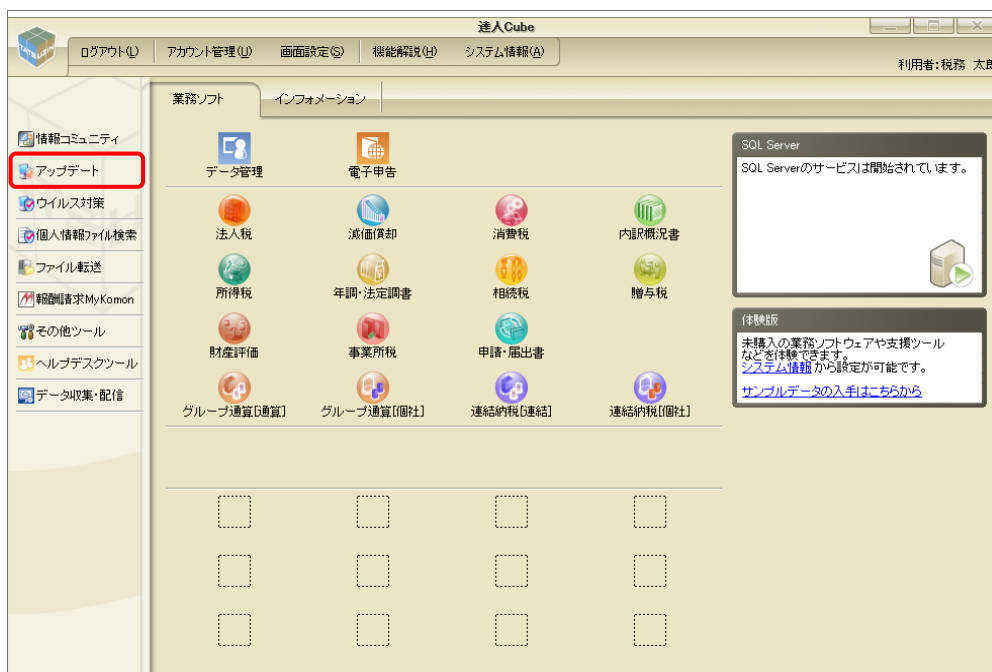 達人Cube
ログアウト(L)
アカウント管理(U)
画面設定(S)
機能解説(H)
システム情報(A)
利用者:税務 太郎
業務ソフト
インフォメーション
情報コミュニティ
アップデート
ウイルス対策
個人情報ファイル検索
ファイル転送
報酬請求MyKomon
その他ツール
ヘルプデスクツール
データ収集・配信
データ管理
電子申告
法人税
減価償却
消費税
内訳概況書
所得税
年調・法定調書
相続税
贈与税
財産評価
事業所税
申請・届出書
グループ通算[通算]
グループ通算[個社]
連結納税[連結]
連結納税[個社]
SQL Server
SQL Serverのサービスは開始されています。
体験版
未購入の業務ソフトウェアや支援ツール
などを体験できます。
システム情報 から設定が可能です。
サンプルデータの入手はこちらから